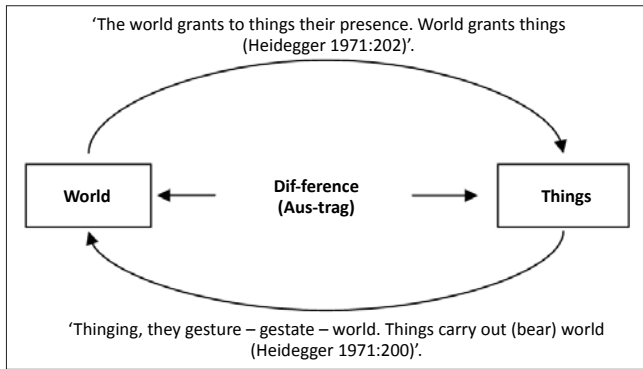 ‘The world grants to things their presence. World grants things
(Heidegger 1971:202)’.
World
Dif-ference
(Aus-trag)
Things
‘Thinging, they gesture – gestate – world. Things carry out (bear) world
(Heidegger 1971:200)’.